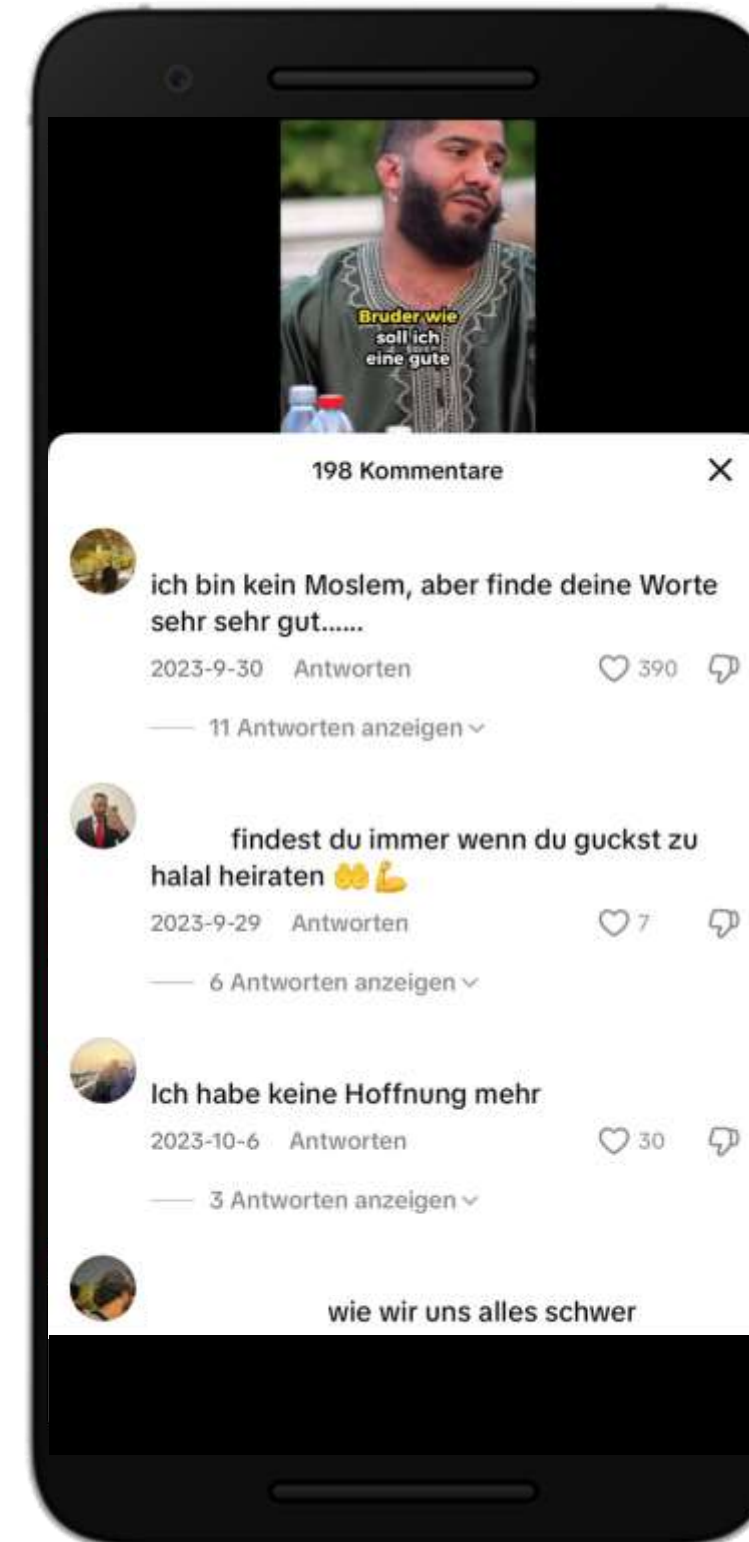 Bruder wie
soll ich
eine gute
198 Kommentare
ich bin kein Moslem, aber finde deine Worte
sehr sehr gut......
2023-9-30 Antworten 390
11 Antworten anzeigen
findest du immer wenn du guckst zu
halal heiraten 🤲💪
2023-9-29 Antworten 7
6 Antworten anzeigen
Ich habe keine Hoffnung mehr
2023-10-6 Antworten 30
3 Antworten anzeigen
wie wir uns alles schwer